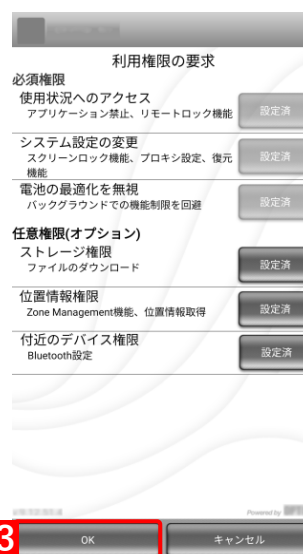 利用権限の要求
必須権限
使用状況へのアクセス
アプリケーション禁止、リモートロック機能
設定済
システム設定の変更
スクリーンロック機能、プロキシ設定、復元
機能
設定済
電池の最適化を無視
バックグラウンドでの機能制限を回避
設定済
任意権限(オプション)
ストレージ権限
ファイルのダウンロード
設定済
位置情報権限
Zone Management機能、位置情報取得
設定済
付近のデバイス権限
Bluetooth設定
設定済
Powered by
3
OK
キャンセル